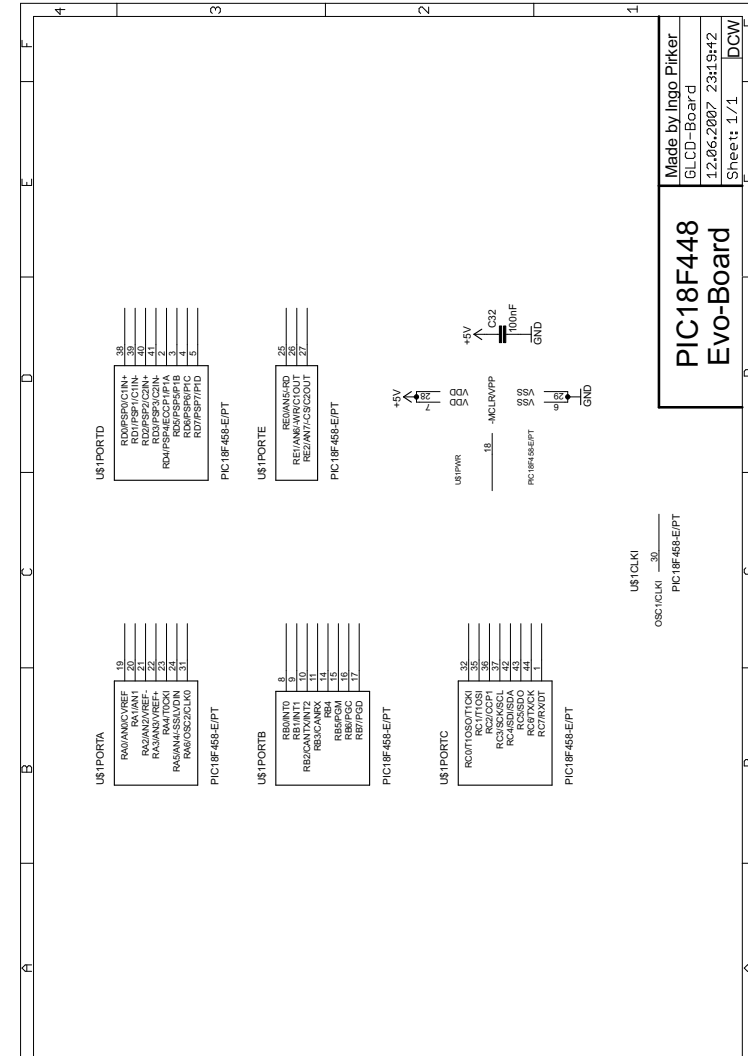 A
B
C
D
E
F
4
3
2
1
U$1PORTA
RA0/AN0/CVREF 19
RA1/AN1 20
RA2/AN2/VREF- 21
RA3/AN3/VREF+ 22
RA4/T0CKI 23
RA5/AN4/-SS/LVDIN 24
RA6/OSC2/CLK0 31
PIC18F458-E/PT
U$1PORTD
RD0/PSP0/C1IN+ 38
RD1/PSP1/C1IN- 39
RD2/PSP2/C2IN+ 40
RD3/PSP3/C2IN- 41
RD4/PSP4/ECCP1/P1A 2
RD5/PSP5/P1B 3
RD6/PSP6/P1C 4
RD7/PSP7/P1D 5
PIC18F458-E/PT
U$1PORTB
RB0/INT0 8
RB1/INT1 9
RB2/CANTX/INT2 10
RB3/CANRX 11
RB4 14
RB5/PGM 15
RB6/PGC 16
RB7/PGD 17
PIC18F458-E/PT
U$1PORTE
RE0/AN5/-RD 25
RE1/AN6/-WR/C1OUT 26
RE2/AN7/-CS/C2OUT 27
PIC18F458-E/PT
U$1PORTC
RC0/T1OSO/T1CKI 32
RC1/T1OSI 35
RC2/CCP1 36
RC3/SCK/SCL 37
RC4/SDI/SDA 42
RC5/SDO 43
RC6/TX/CK 44
RC7/RX/DT 1
PIC18F458-E/PT
+5V
7 28
VDD VDD
U$1PWR
18 -MCLR/VPP
PIC18F458-E/PT
VSS VSS
6 29
GND
+5V
C32
100nF
GND
U$1CLKI
OSC1/CLKI 30
PIC18F458-E/PT
PIC18F448
Evo-Board
Made by Ingo Pirker
GLCD-Board
12.06.2007 23:19:42
Sheet: 1/1 DCW
A
B
C
D
E
F